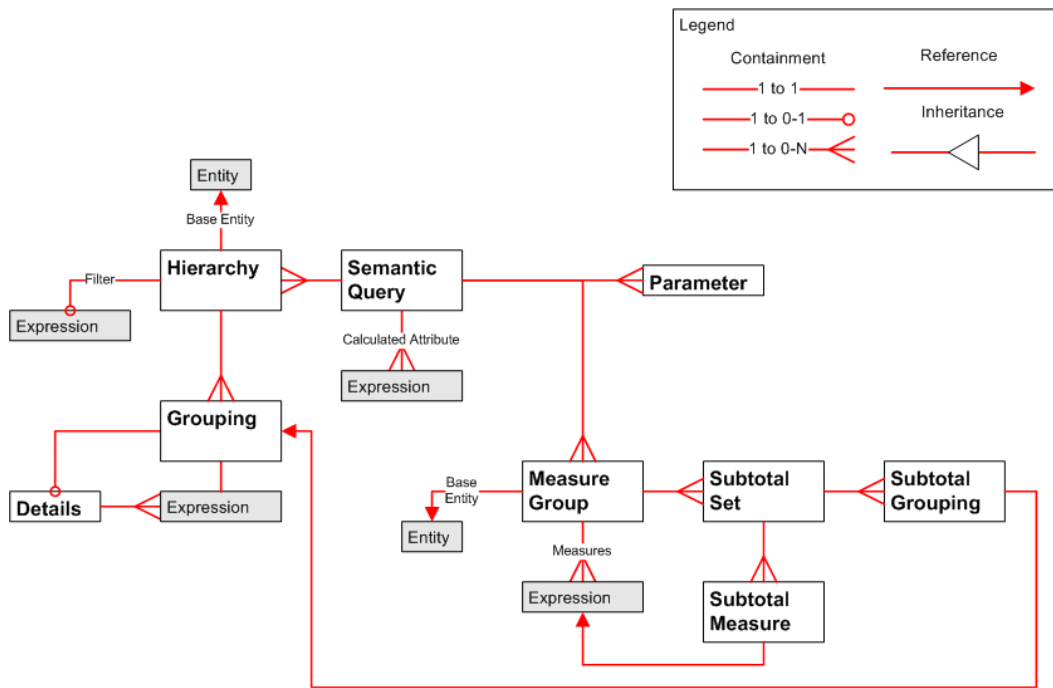 Legend
Containment
Reference
1 to 1
1 to 0-1
Inheritance
1 to 0-N
Entity
Base Entity
Hierarchy
Semantic
Query
Parameter
Filter
Expression
Calculated Attribute
Expression
Grouping
Details
Expression
Base
Entity
Entity
Measure
Group
Subtotal
Set
Subtotal
Grouping
Measures
Expression
Subtotal
Measure